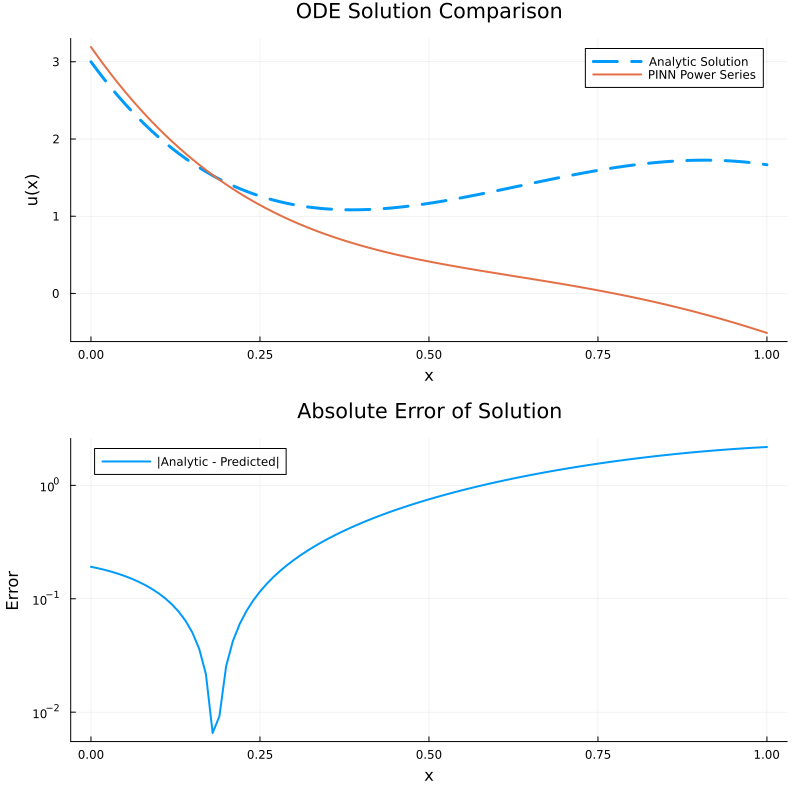 ODE Solution Comparison
Analytic Solution
PINN Power Series
3
2
1
0
u(x)
0.00 0.25 0.50 0.75 1.00
x
Absolute Error of Solution
|Analytic - Predicted|
10⁰
10⁻¹
10⁻²
Error
0.00 0.25 0.50 0.75 1.00
x